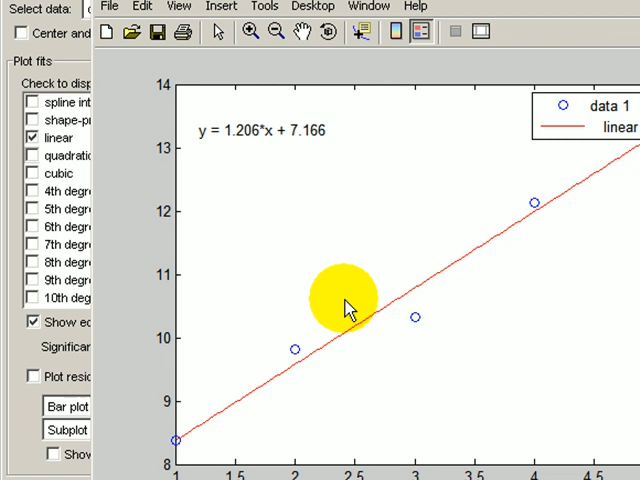 Select data:
File Edit View Insert Tools Desktop Window Help
Center and
Plot fits
Check to disp
spline int
shape-pr
linear
quadratic
cubic
4th degre
5th degre
6th degre
7th degre
8th degre
9th degre
10th deg
Show eq
Significan
Plot resid
Bar plot
Subplot
Show
14
13
12
11
10
9
8
1 1.5 2 2.5 3 3.5 4 4.5
y = 1.206*x + 7.166
data 1
linear